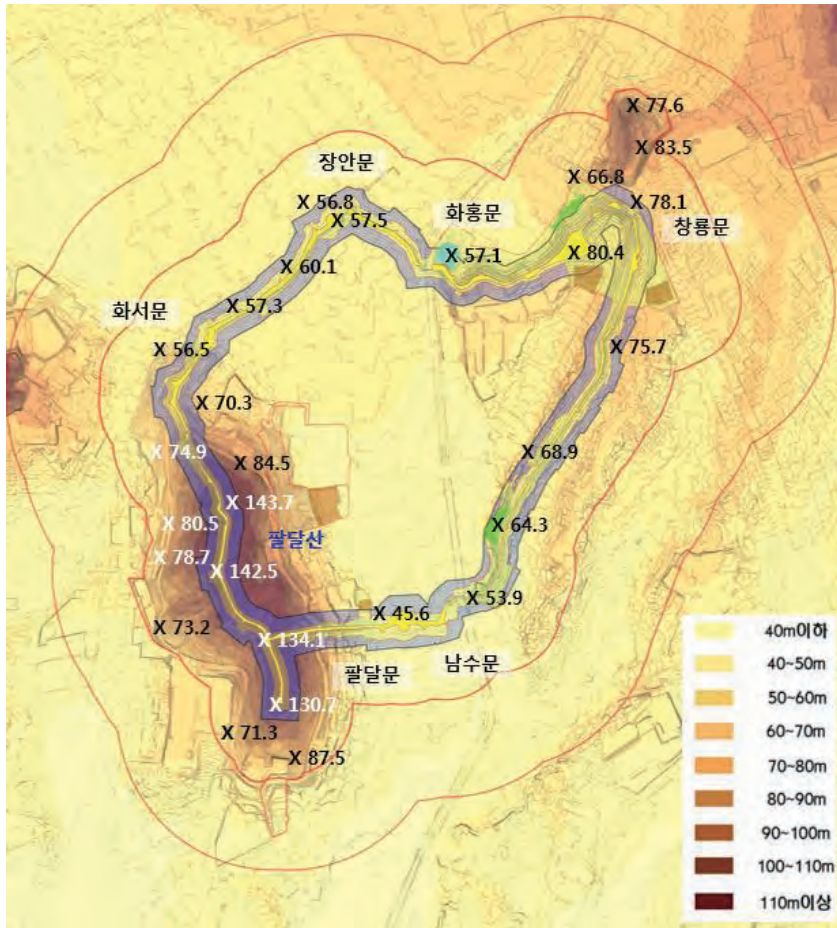 X 77.6
X 83.5
장안문
X 66.8
X 56.8
X 78.1
화홍문
X 57.5
창룡문
X 57.1
X 80.4
X 60.1
화서문
X 57.3
X 56.5
X 75.7
X 70.3
X 74.9
X 68.9
X 84.5
X 143.7
X 80.5
X 64.3
팔달산
X 78.7
X 142.5
X 53.9
X 45.6
X 73.2
X 134.1
남수문
팔달문
X 130.7
X 71.3
X 87.5
40m이하
40~50m
50~60m
60~70m
70~80m
80~90m
90~100m
100~110m
110m이상